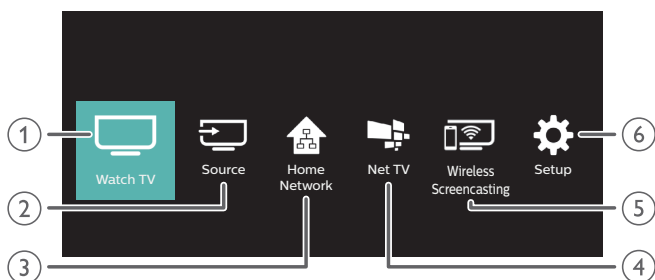 1
Watch TV
2
Source
3
Home
Network
4
Net TV
5
Wireless
Screencasting
6
Setup